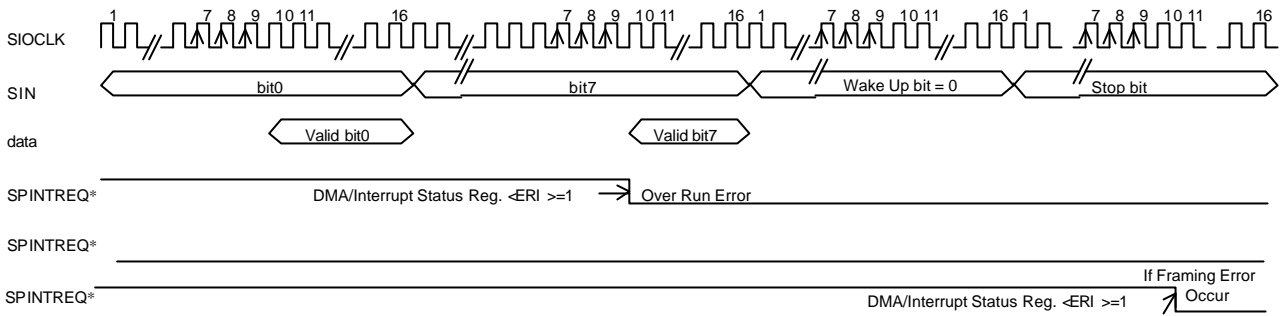 1 7 8 9 10 11 16 7 8 9 10 11 16 1 7 8 9 10 11 16 1 7 8 9 10 11 16
SIOCLK
SIN bit0 bit7 Wake Up bit = 0 Stop bit
data Valid bit0 Valid bit7
SPINTREQ* DMA/Interrupt Status Reg. <ERI >=1 Over Run Error
SPINTREQ*
If Framing Error
SPINTREQ* DMA/Interrupt Status Reg. <ERI >=1 Occur